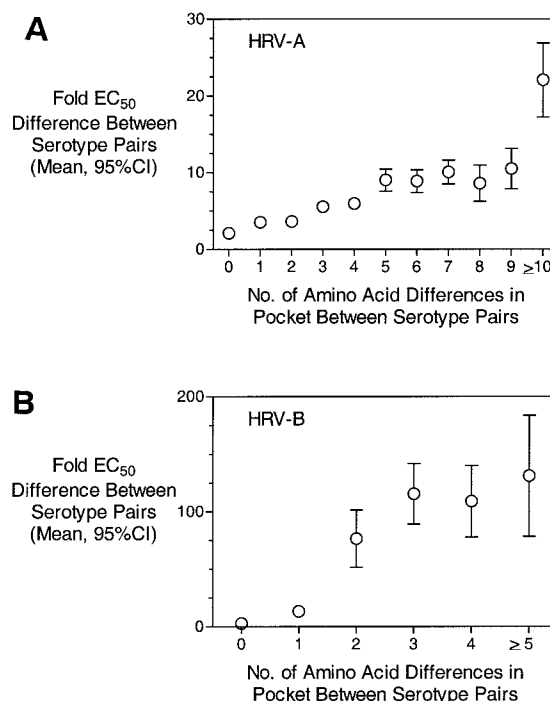 A
HRV-A
Fold EC50
Difference Between
Serotype Pairs
(Mean, 95%CI)
30
20
10
0
0 1 2 3 4 5 6 7 8 9 ≥10
No. of Amino Acid Differences in
Pocket Between Serotype Pairs
B
HRV-B
Fold EC50
Difference Between
Serotype Pairs
(Mean, 95%CI)
200
100
0
0 1 2 3 4 ≥5
No. of Amino Acid Differences in
Pocket Between Serotype Pairs